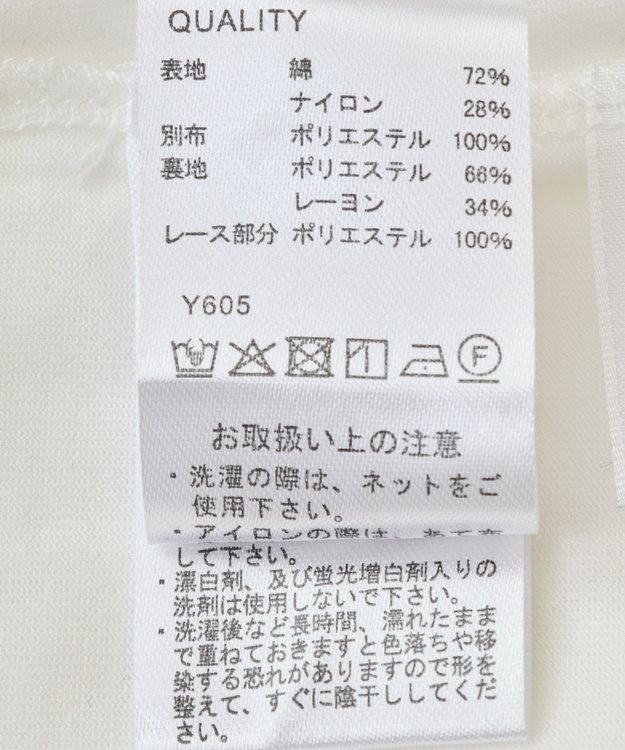 QUALITY
表地 綿 72%
ナイロン 28%
別布 ポリエステル 100%
裏地 ポリエステル 66%
レーヨン 34%
レース部分 ポリエステル 100%
Y605
F
お取扱い上の注意
・洗濯の際は、ネットをご
使用下さい。
・アイロンの際は、
して下さい。
・漂白剤、及び蛍光増白剤入りの
洗剤は使用しないで下さい。
・洗濯後など長時間、濡れたまま
で重ねておきますと色落ちや移
染する恐れがありますので形を
整えて、すぐに陰干ししてくだ
さい。